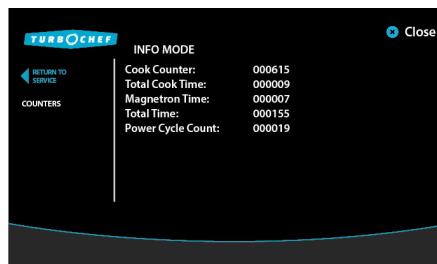 TURBOCHEF
Close
INFO MODE
RETURN TO
SERVICE
COUNTERS
Cook Counter: 000615
Total Cook Time: 000009
Magnetron Time: 000007
Total Time: 000155
Power Cycle Count: 000019